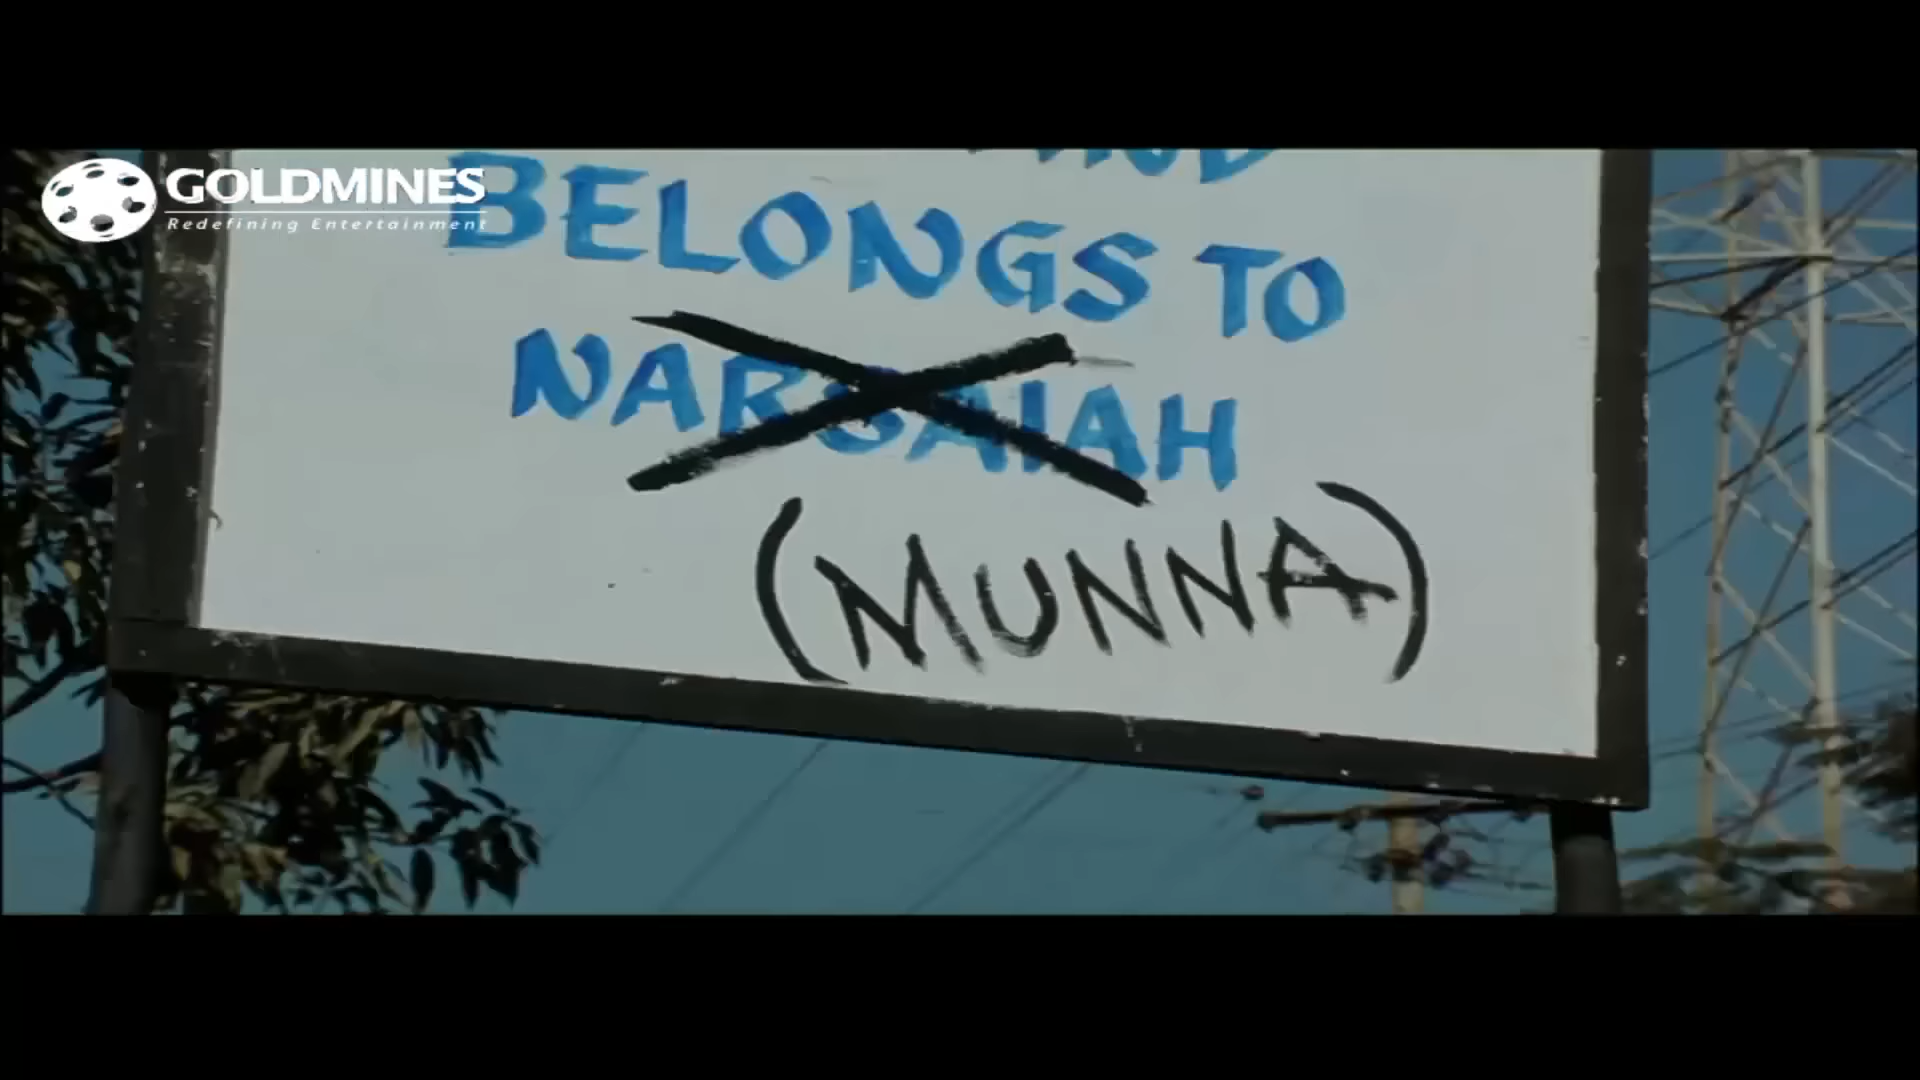 GOLDMINES
Redefining Entertainment
BELONGS TO
NARSAIAH
(MUNNA)